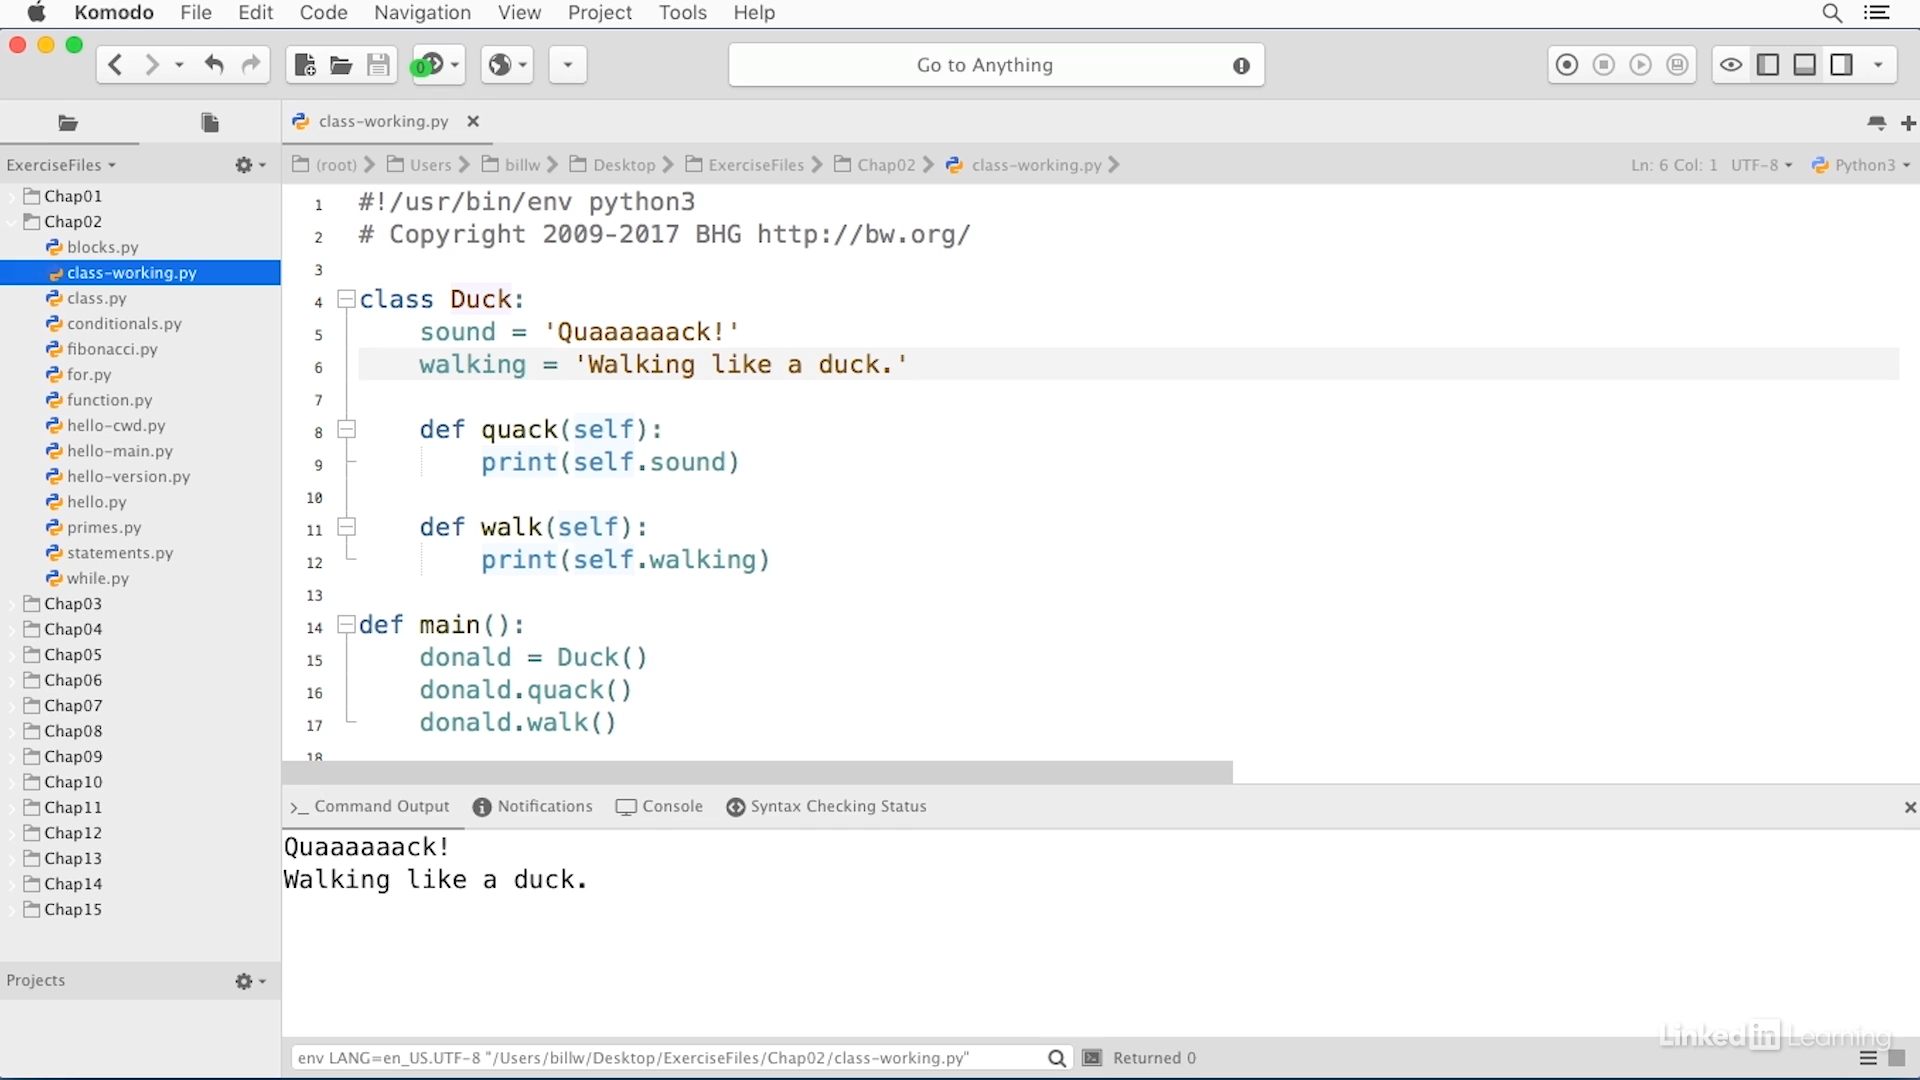 Komodo File Edit Code Navigation View Project Tools Help
0
Go to Anything
class-working.py
ExerciseFiles
(root) Users billw Desktop ExerciseFiles Chap02 class-working.py
Ln: 6 Col: 1 UTF-8 Python3
Chap01
Chap02
blocks.py
class-working.py
class.py
conditionals.py
fibonacci.py
for.py
function.py
hello-cwd.py
hello-main.py
hello-version.py
hello.py
primes.py
statements.py
while.py
Chap03
Chap04
Chap05
Chap06
Chap07
Chap08
Chap09
Chap10
Chap11
Chap12
Chap13
Chap14
Chap15
Projects
1 #!/usr/bin/env python3
2 # Copyright 2009-2017 BHG http://bw.org/
3
4 class Duck:
5     sound = 'Quaaaaaack!'
6     walking = 'Walking like a duck.'
7
8     def quack(self):
9         print(self.sound)
10
11     def walk(self):
12         print(self.walking)
13
14 def main():
15     donald = Duck()
16     donald.quack()
17     donald.walk()
18
>_ Command Output Notifications Console Syntax Checking Status
Quaaaaaack!
Walking like a duck.
env LANG=en_US.UTF-8 "/Users/billw/Desktop/ExerciseFiles/Chap02/class-working.py"
Returned 0
Linked in Learning